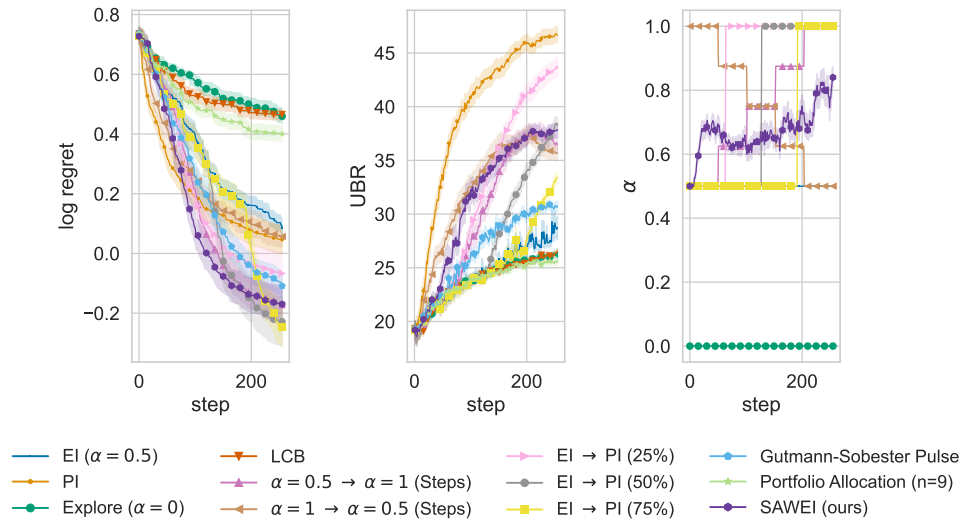 0.8
0.6
0.4
0.2
0.0
−0.2
log regret
0
200
step
45
40
35
30
25
20
UBR
0
200
step
1.0
0.8
0.6
0.4
0.2
0.0
α
0
200
step
EI (α = 0.5)
PI
Explore (α = 0)
LCB
α = 0.5 → α = 1 (Steps)
α = 1 → α = 0.5 (Steps)
EI → PI (25%)
EI → PI (50%)
EI → PI (75%)
Gutmann-Sobester Pulse
Portfolio Allocation (n=9)
SAWEI (ours)